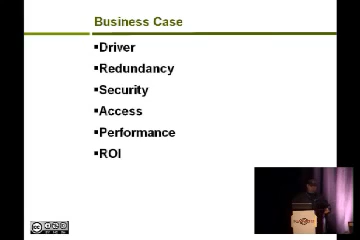 Business Case
▪Driver
▪Redundancy
▪Security
▪Access
▪Performance
▪ROI